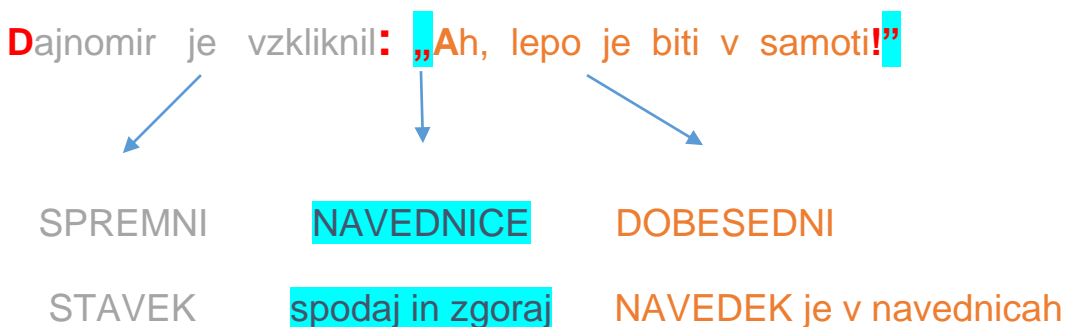 Dajnomir je vzkliknil: „Ah, lepo je biti v samoti!”
SPREMNI NAVEDNICE DOBESEDNI
STAVEK spodaj in zgoraj NAVEDEK je v navednicah